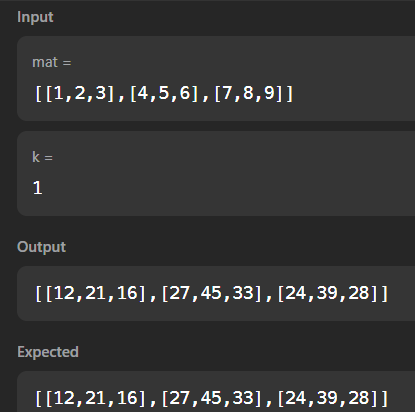 Input
mat =
[[1,2,3],[4,5,6],[7,8,9]]
k =
1
Output
[[12,21,16],[27,45,33],[24,39,28]]
Expected
[[12,21,16],[27,45,33],[24,39,28]]